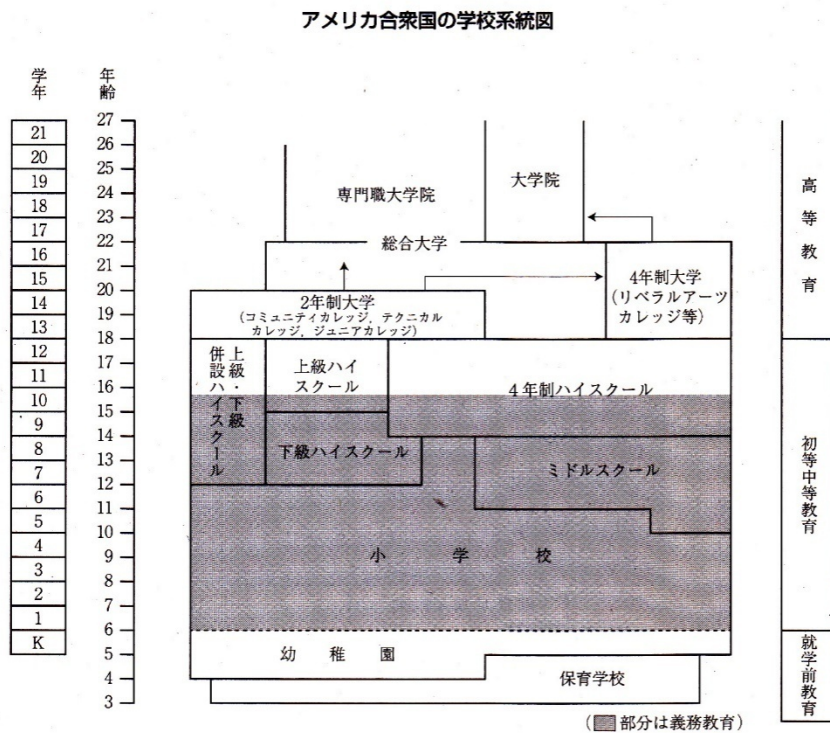 アメリカ合衆国の学校系統図
学年
年齢
21
20
19
18
17
16
15
14
13
12
11
10
9
8
7
6
5
4
3
2
1
K
27
26
25
24
23
22
21
20
19
18
17
16
15
14
13
12
11
10
9
8
7
6
5
4
3
専門職大学院
大学院
総合大学
2年制大学
(コミュニティカレッジ,テクニカル
カレッジ,ジュニアカレッジ)
4年制大学
(リベラルアーツ
カレッジ等)
上級・下級
併設ハイスクール
上級ハイ
スクール
4年制ハイスクール
下級ハイスクール
ミドルスクール
小学校
幼稚園
保育学校
高等教育
初等中等教育
就学前教育
(部分は義務教育)